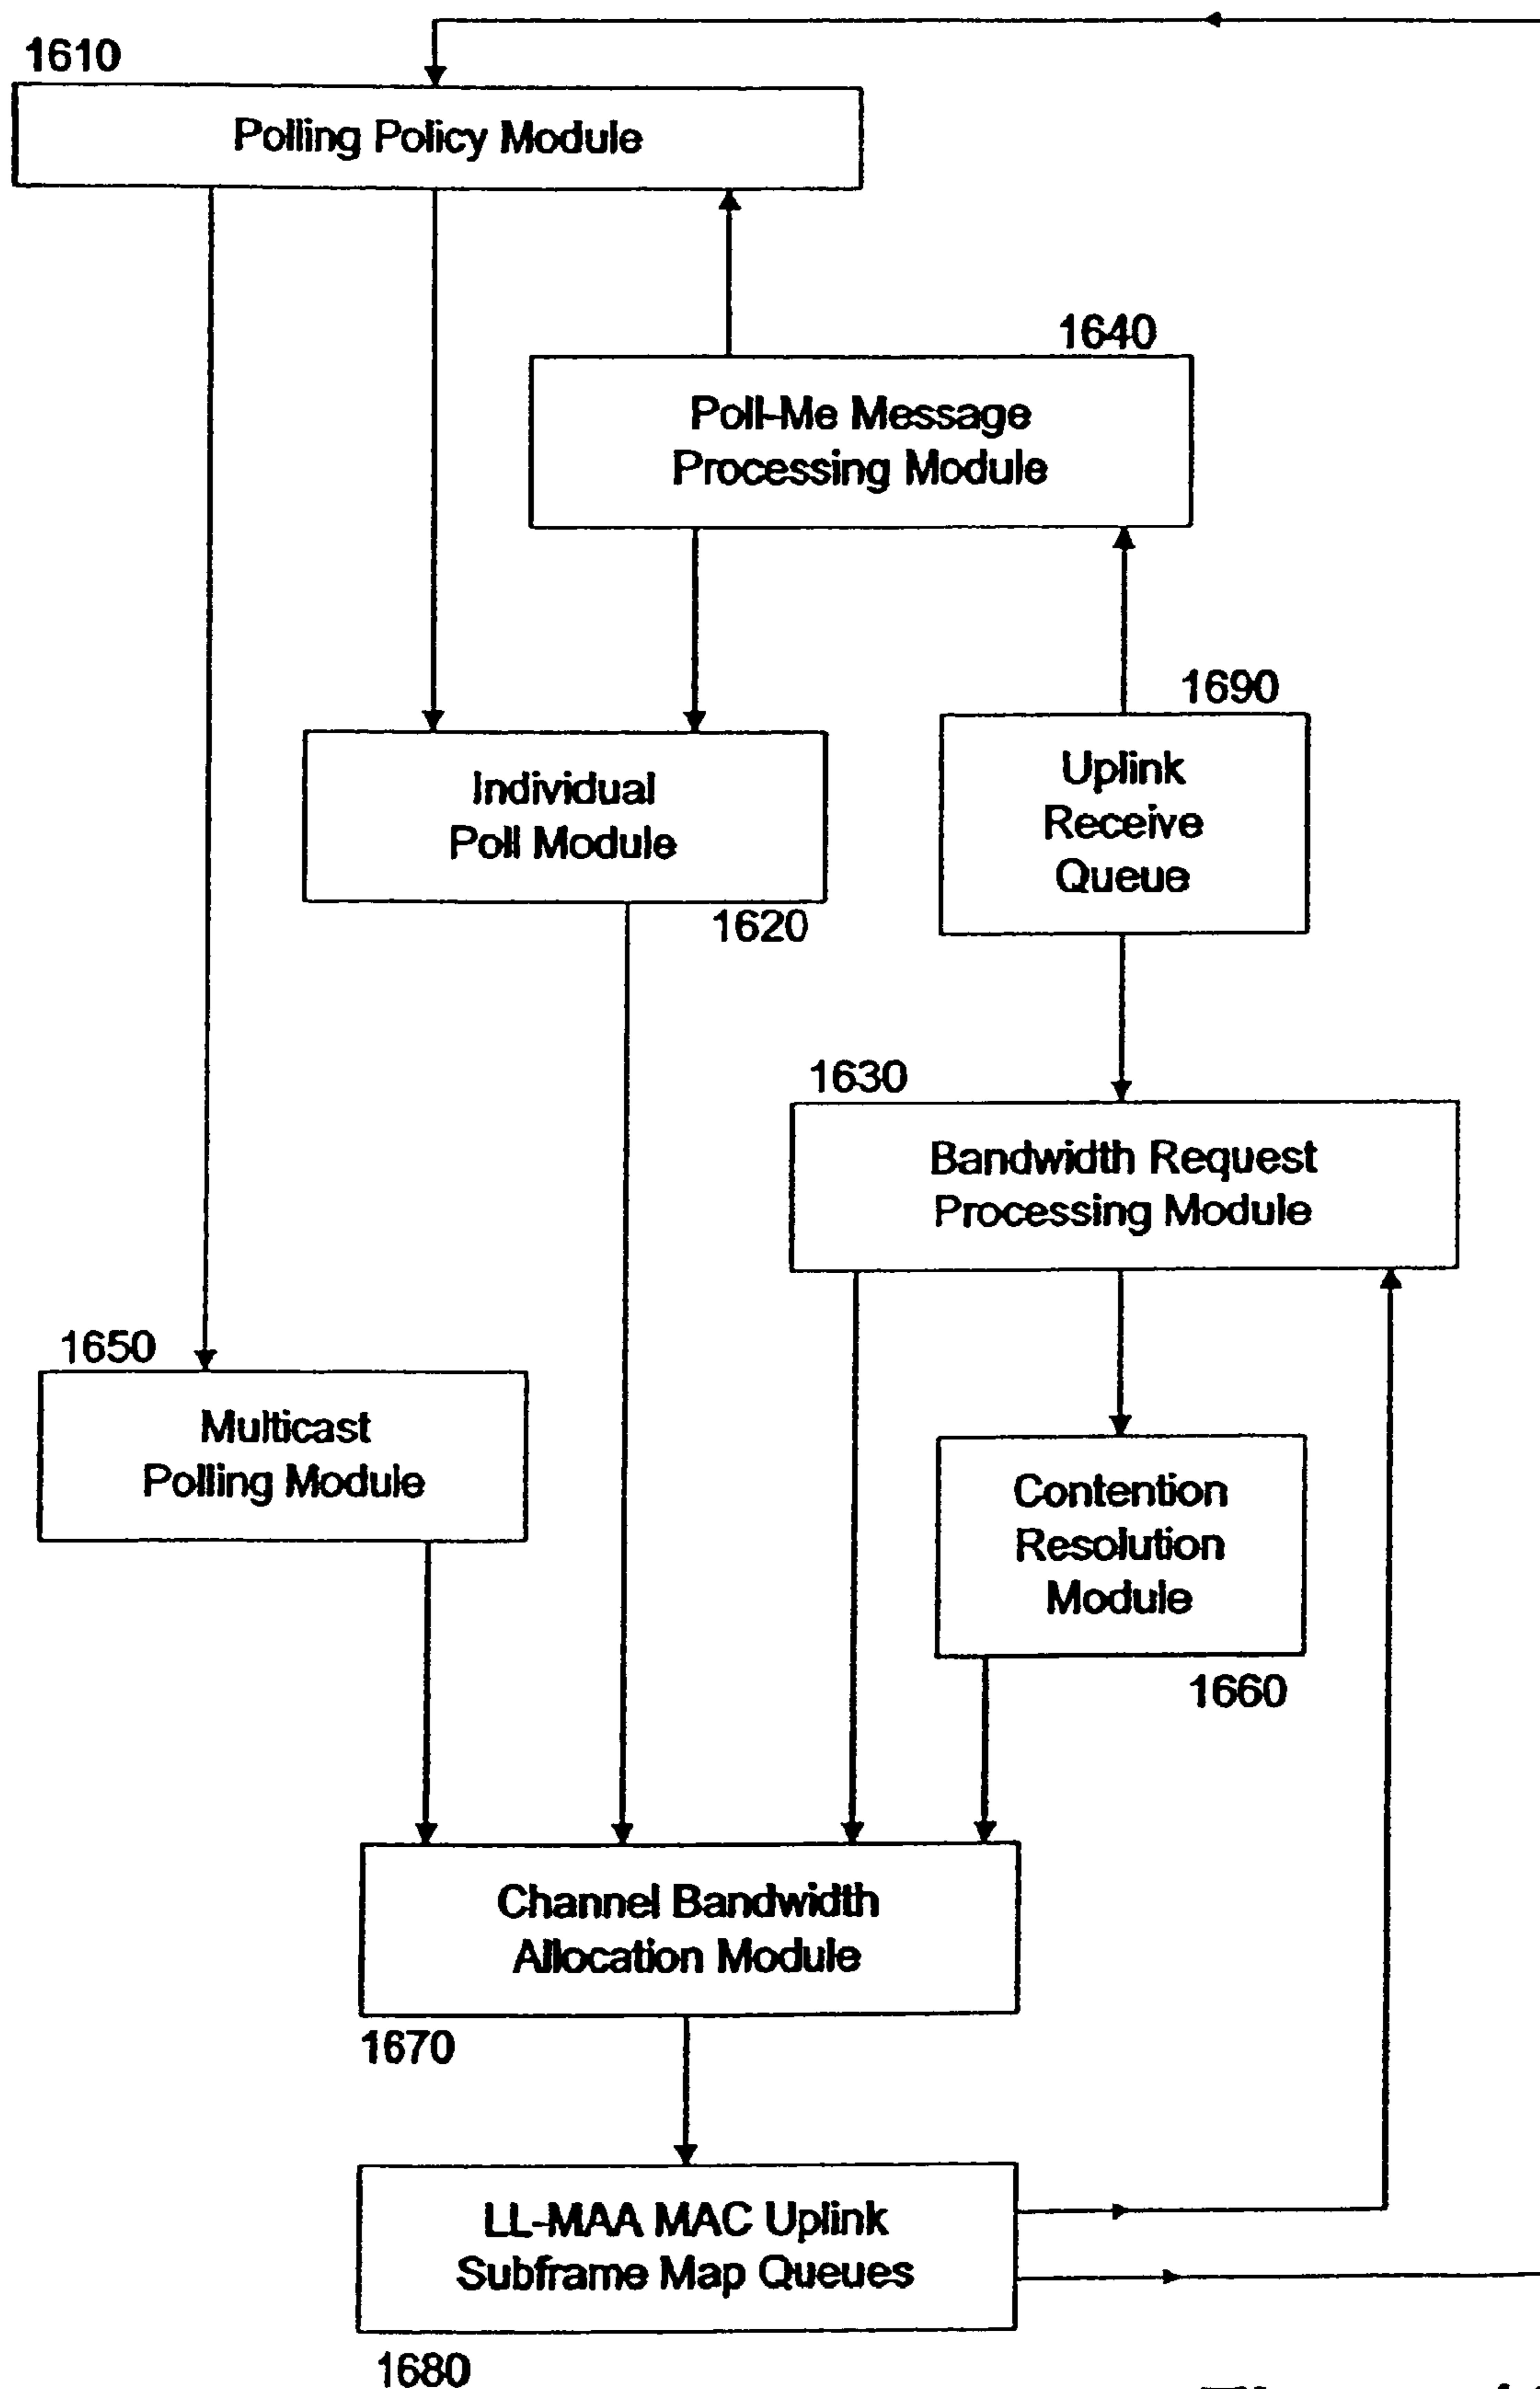 1610
Polling Policy Module
1640
Poll-Me Message
Processing Module
1690
Uplink
Receive
Queue
Individual
Poll Module
1620
1630
Bandwidth Request
Processing Module
1650
Multicast
Polling Module
Contention
Resolution
Module
1660
Channel Bandwidth
Allocation Module
1670
LL-MAA MAC Uplink
Subframe Map Queues
1680